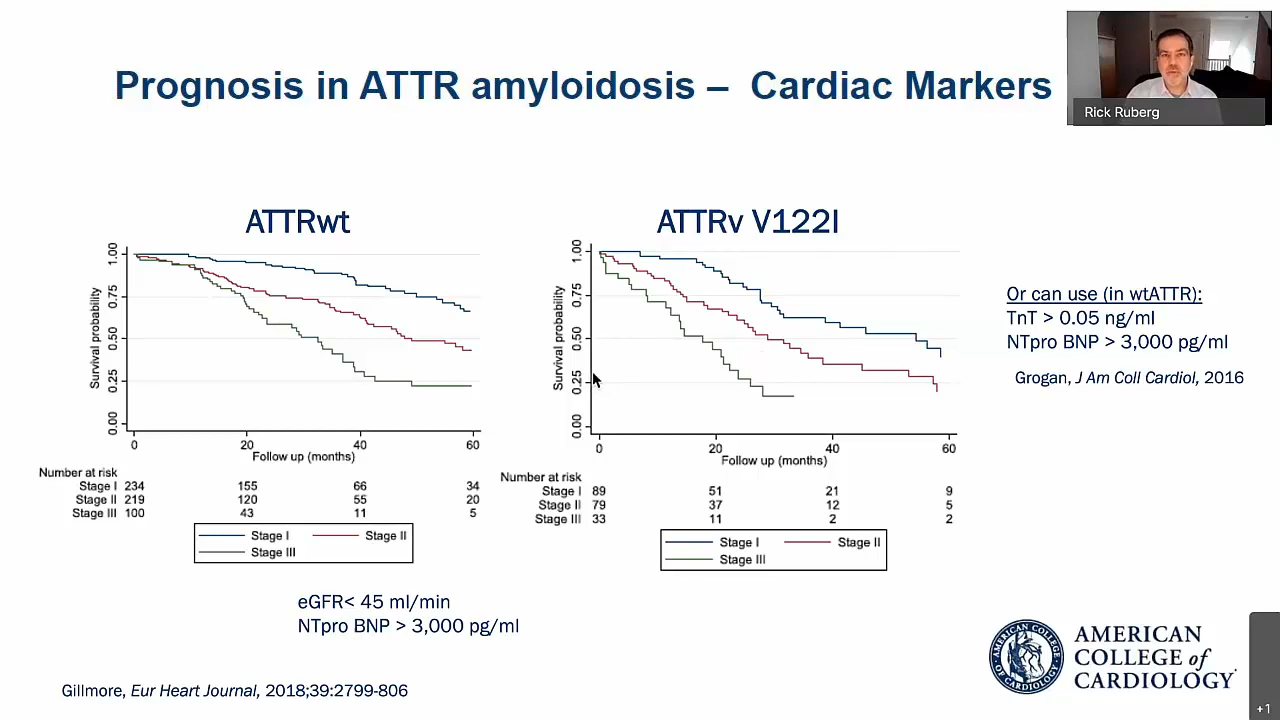 Prognosis in ATTR amyloidosis – Cardiac Markers
Rick Ruberg
ATTRwt
Survival probability
1.00
0.75
0.50
0.25
0.00
0 20 40 60
Follow up (months)
Number at risk
Stage I 234 155 66 34
Stage II 219 120 55 20
Stage III 100 43 11 5
Stage I Stage II
Stage III
ATTRv V122I
Survival probability
1.00
0.75
0.50
0.25
0.00
0 20 40 60
Follow up (months)
Number at risk
Stage I 89 51 21 9
Stage II 79 37 12 5
Stage III 33 11 2 2
Stage I Stage II
Stage III
Or can use (in wtATTR):
TnT > 0.05 ng/ml
NTpro BNP > 3,000 pg/ml
Grogan, J Am Coll Cardiol, 2016
eGFR< 45 ml/min
NTpro BNP > 3,000 pg/ml
Gillmore, Eur Heart Journal, 2018;39:2799-806
AMERICAN COLLEGE OF CARDIOLOGY
AMERICAN
COLLEGE of
CARDIOLOGY
+1